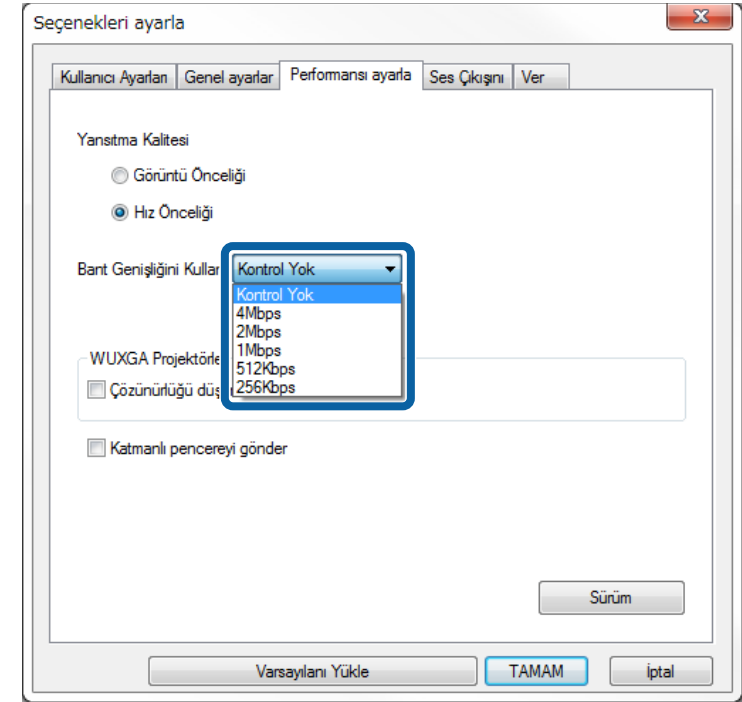 Seçenekleri ayarla
Kullanıcı Ayarları Genel ayarlar Performansı ayarla Ses Çıkışını Ver
Yansıtma Kalitesi
Görüntü Önceliği
Hız Önceliği
Bant Genişliğini Kullan Kontrol Yok
Kontrol Yok
4Mbps
2Mbps
1Mbps
512Kbps
256Kbps
WUXGA Projektörle
Çözünürlüğü düş
Katmanlı pencereyi gönder
Sürüm
Varsayılanı Yükle TAMAM İptal